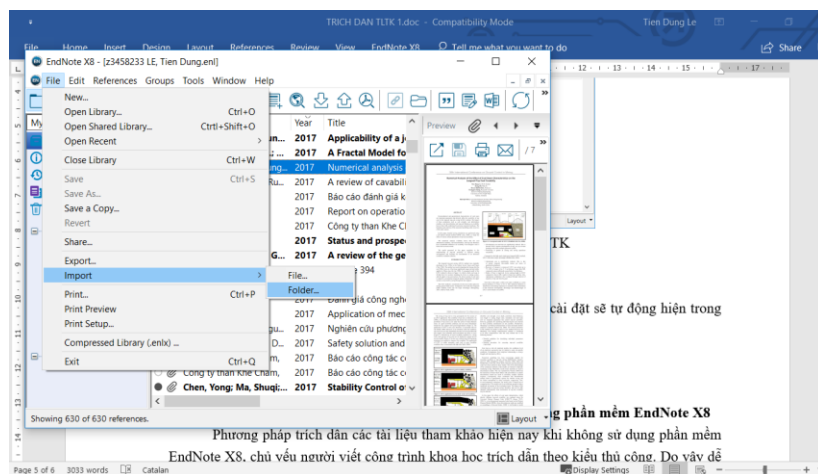 TRICH DAN TLTK 1.doc - Compatibility Mode
Tien Dung Le
File Home Insert Design Layout References Review View EndNote X8 Tell me what you want to do
Share
EndNote X8 - [z3458233 LE, Tien Dung.enl]
File Edit References Groups Tools Window Help
New...
Open Library... Ctrl+O
Open Shared Library... Ctrl+Shift+O
Open Recent
Close Library Ctrl+W
Save Ctrl+S
Save As...
Save a Copy...
Revert
Share...
Export...
Import
File...
Folder...
Print... Ctrl+P
Print Preview
Print Setup...
Compressed Library (.enlx) ...
Exit Ctrl+Q
My
Year Title
2017 Applicability of a j
2017 A Fractal Model fo
2017 Numerical analysis
2017 A review of cavabili
2017 Báo cáo đánh giá k
2017 Report on operatio
2017 Công ty than Khe C
2017 Status and prospe
2017 A review of the ge
394
2017 Đánh giá công nghệ
2017 Application of mec
2017 Nghiên cứu phương
2017 Safety solution and
2017 Báo cáo công tác c
Công ty than Khe Chàm, 2017 Báo cáo công tác c
Chen, Yong; Ma, Shuqi;... 2017 Stability Control o
Preview
Showing 630 of 630 references.
Layout
Layout
TK
cài đặt sẽ tự động hiện trong
phần mềm EndNote X8
Phương pháp trích dẫn các tài liệu tham khảo hiện nay khi không sử dụng phần mềm
EndNote X8, chủ yếu người viết công trình khoa học trích dẫn theo kiểu thủ công. Do vậy dễ
Page 5 of 6 3033 words Catalan
Display Settings